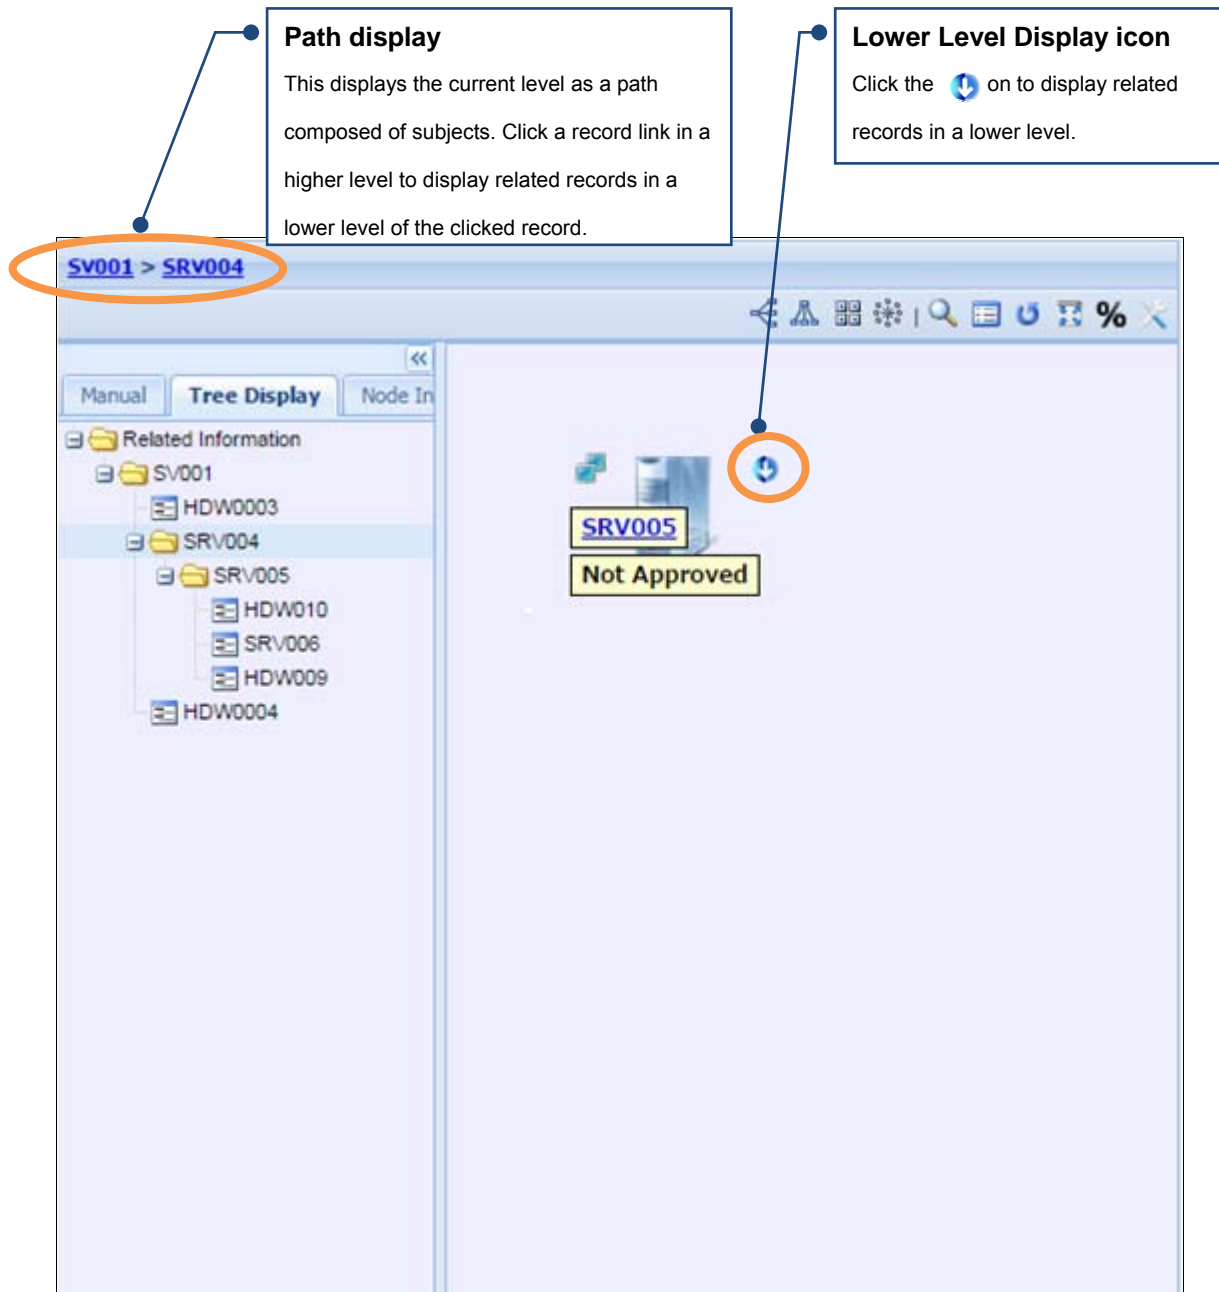 Path display
This displays the current level as a path
composed of subjects. Click a record link in a
higher level to display related records in a
lower level of the clicked record.
Lower Level Display icon
Click the on to display related
records in a lower level.
SV001 > SRV004
%
Manual Tree Display Node In
Related Information
SV001
HDW0003
SRV004
SRV005
HDW010
SRV006
HDW009
HDW0004
SRV005
Not Approved